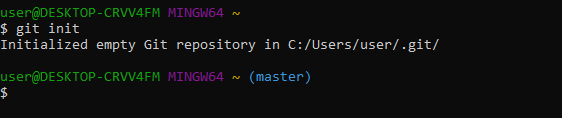 user@DESKTOP-CRVV4FM MINGW64 ~
$ git init
Initialized empty Git repository in C:/Users/user/.git/
user@DESKTOP-CRVV4FM MINGW64 ~ (master)
$